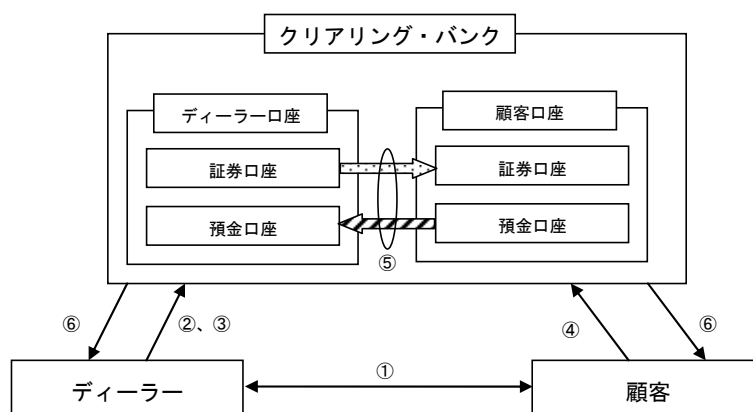 クリアリング・バンク
ディーラー口座
顧客口座
証券口座
証券口座
預金口座
預金口座
⑤
⑥
②、③
④
⑥
①
ディーラー
顧客